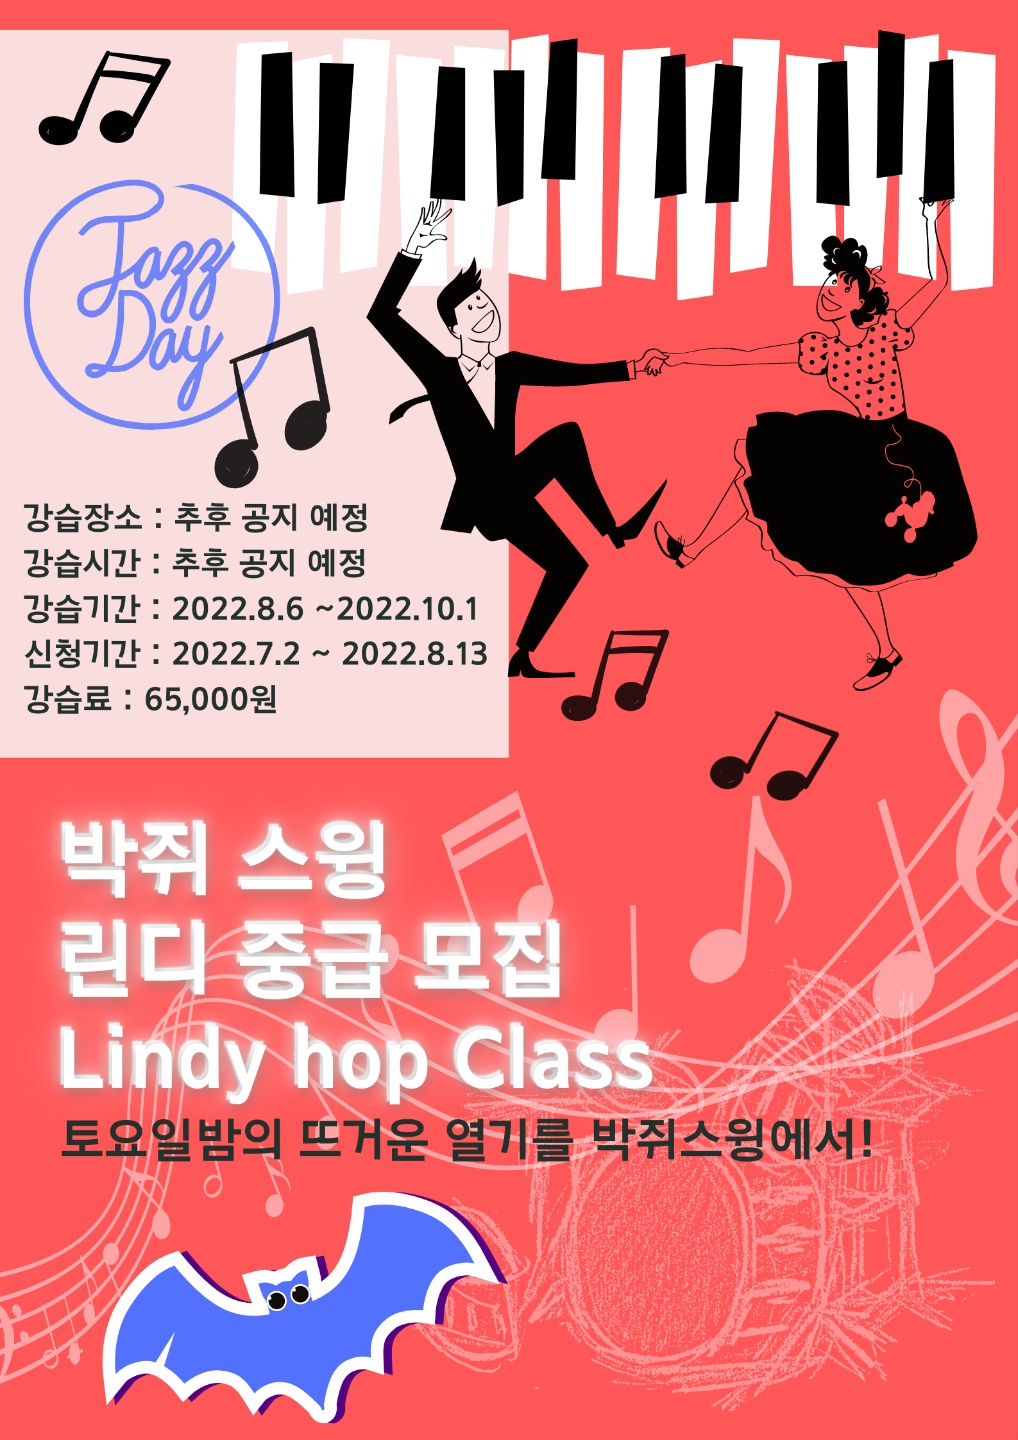 Jazz
Day
강습장소 : 추후 공지 예정
강습시간 : 추후 공지 예정
강습기간 : 2022.8.6 ~2022.10.1
신청기간 : 2022.7.2 ~ 2022.8.13
강습료 : 65,000원
박쥐 스윙
린디 중급 모집
Lindy hop Class
토요일밤의 뜨거운 열기를 박쥐스윙에서!